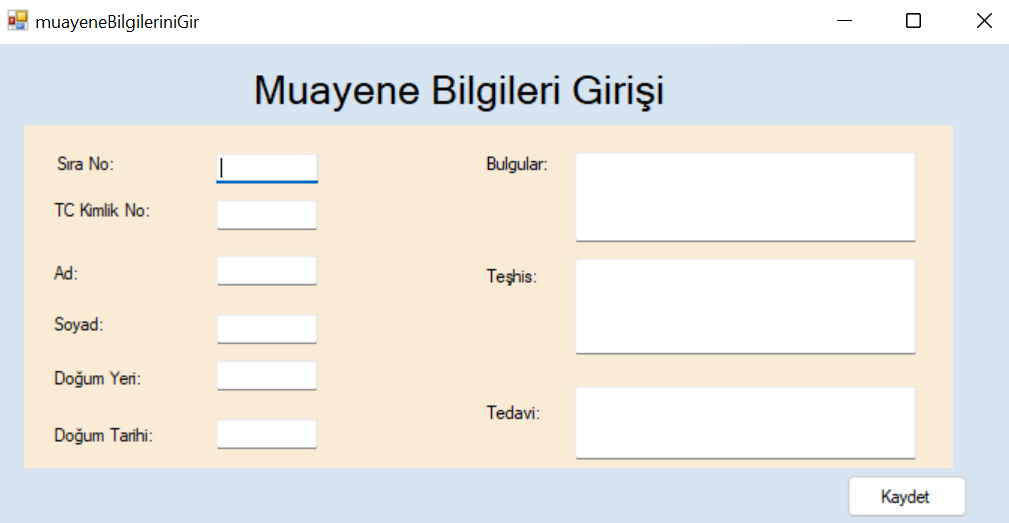 muayeneBilgileriniGir
Muayene Bilgileri Girişi
Sıra No:
TC Kimlik No:
Ad:
Soyad:
Doğum Yeri:
Doğum Tarihi:
Bulgular:
Teşhis:
Tedavi:
Kaydet